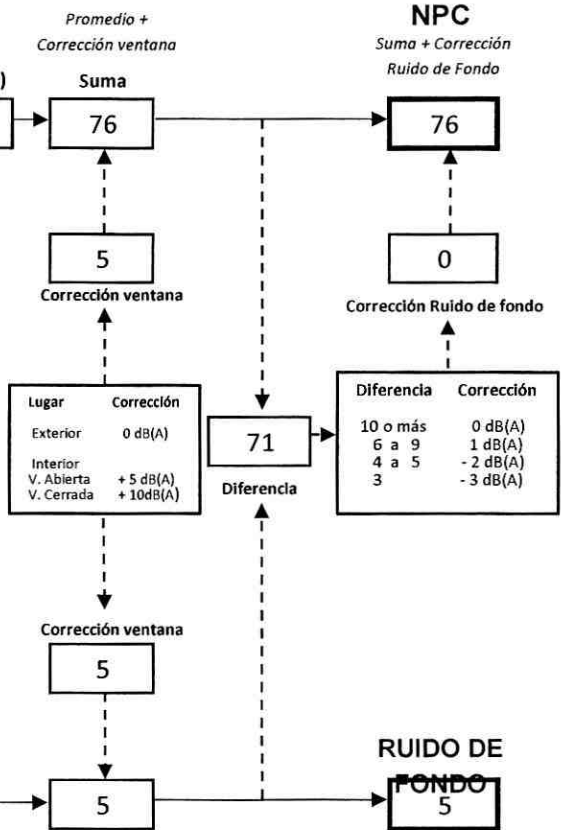 Promedio +
Corrección ventana
NPC
Suma + Corrección
Ruido de Fondo
)
Suma
76
76
5
Corrección ventana
0
Corrección Ruido de fondo
Lugar Corrección
Exterior 0 dB(A)
Interior
V. Abierta + 5 dB(A)
V. Cerrada + 10dB(A)
71
Diferencia
Diferencia Corrección
10 o más 0 dB(A)
6 a 9 1 dB(A)
4 a 5 - 2 dB(A)
3 - 3 dB(A)
Corrección ventana
5
5
RUIDO DE
FONDO
5